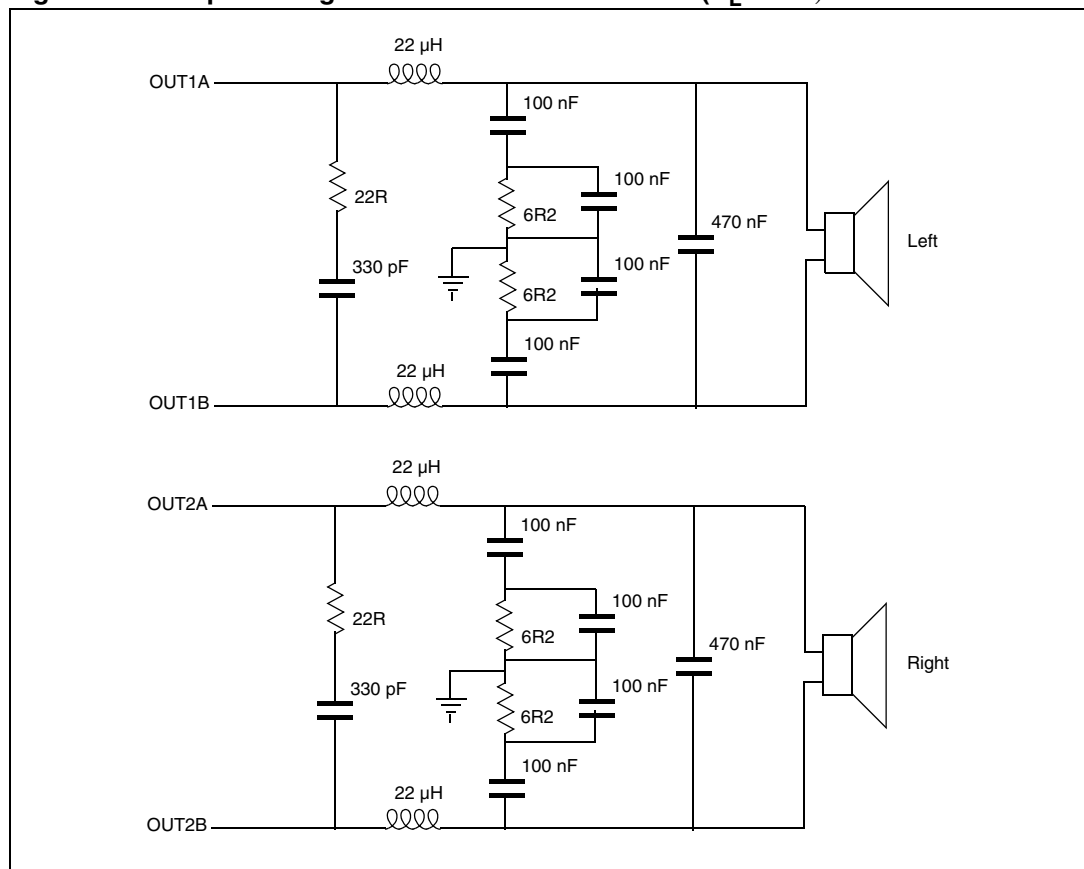 22 µH
OUT1A
100 nF
100 nF
22R
6R2
470 nF
Left
330 pF
100 nF
6R2
100 nF
22 µH
OUT1B
22 µH
OUT2A
100 nF
100 nF
22R
6R2
470 nF
Right
330 pF
100 nF
6R2
100 nF
22 µH
OUT2B